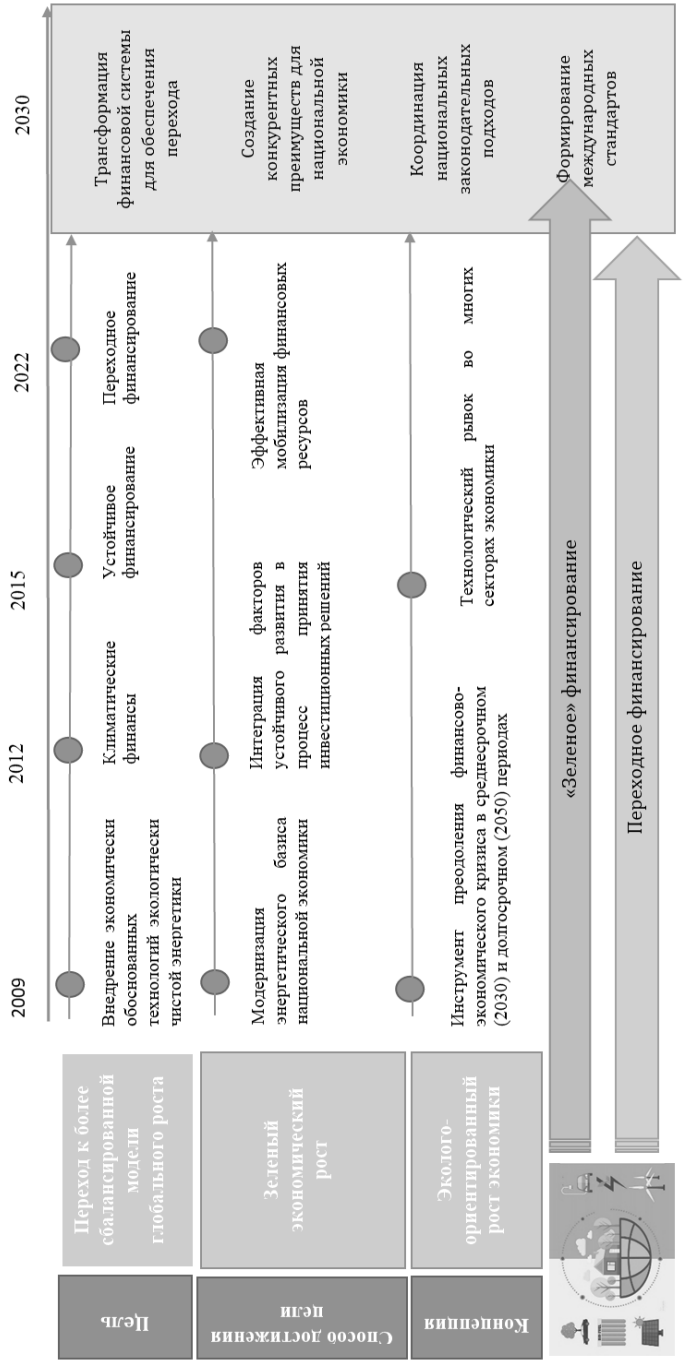 2009
2012
2015
2022
2030
Цель
Переход к более
сбалансированной
модели
глобального роста
Внедрение экономически
обоснованных
технологий экологически
чистой энергетики
Климатические
финансы
Устойчивое
финансирование
Переходное
финансирование
Трансформация
финансовой системы
для обеспечения
перехода
Способ достижения
цели
Зеленый
экономический
рост
Модернизация
энергетического базиса
национальной экономики
Интеграция факторов
устойчивого развития в
процесс принятия
инвестиционных решений
Эффективная
мобилизация финансовых
ресурсов
Создание
конкурентных
преимуществ для
национальной
экономики
Концепция
Эколого-
ориентированный
рост экономики
Инструмент преодоления финансово-
экономического кризиса в среднесрочном
(2030) и долгосрочном (2050) периодах
Технологический рывок во многих
секторах экономики
Координация
национальных
законодательных
подходов
«Зеленое» финансирование
Формирование
международных
стандартов
Переходное финансирование